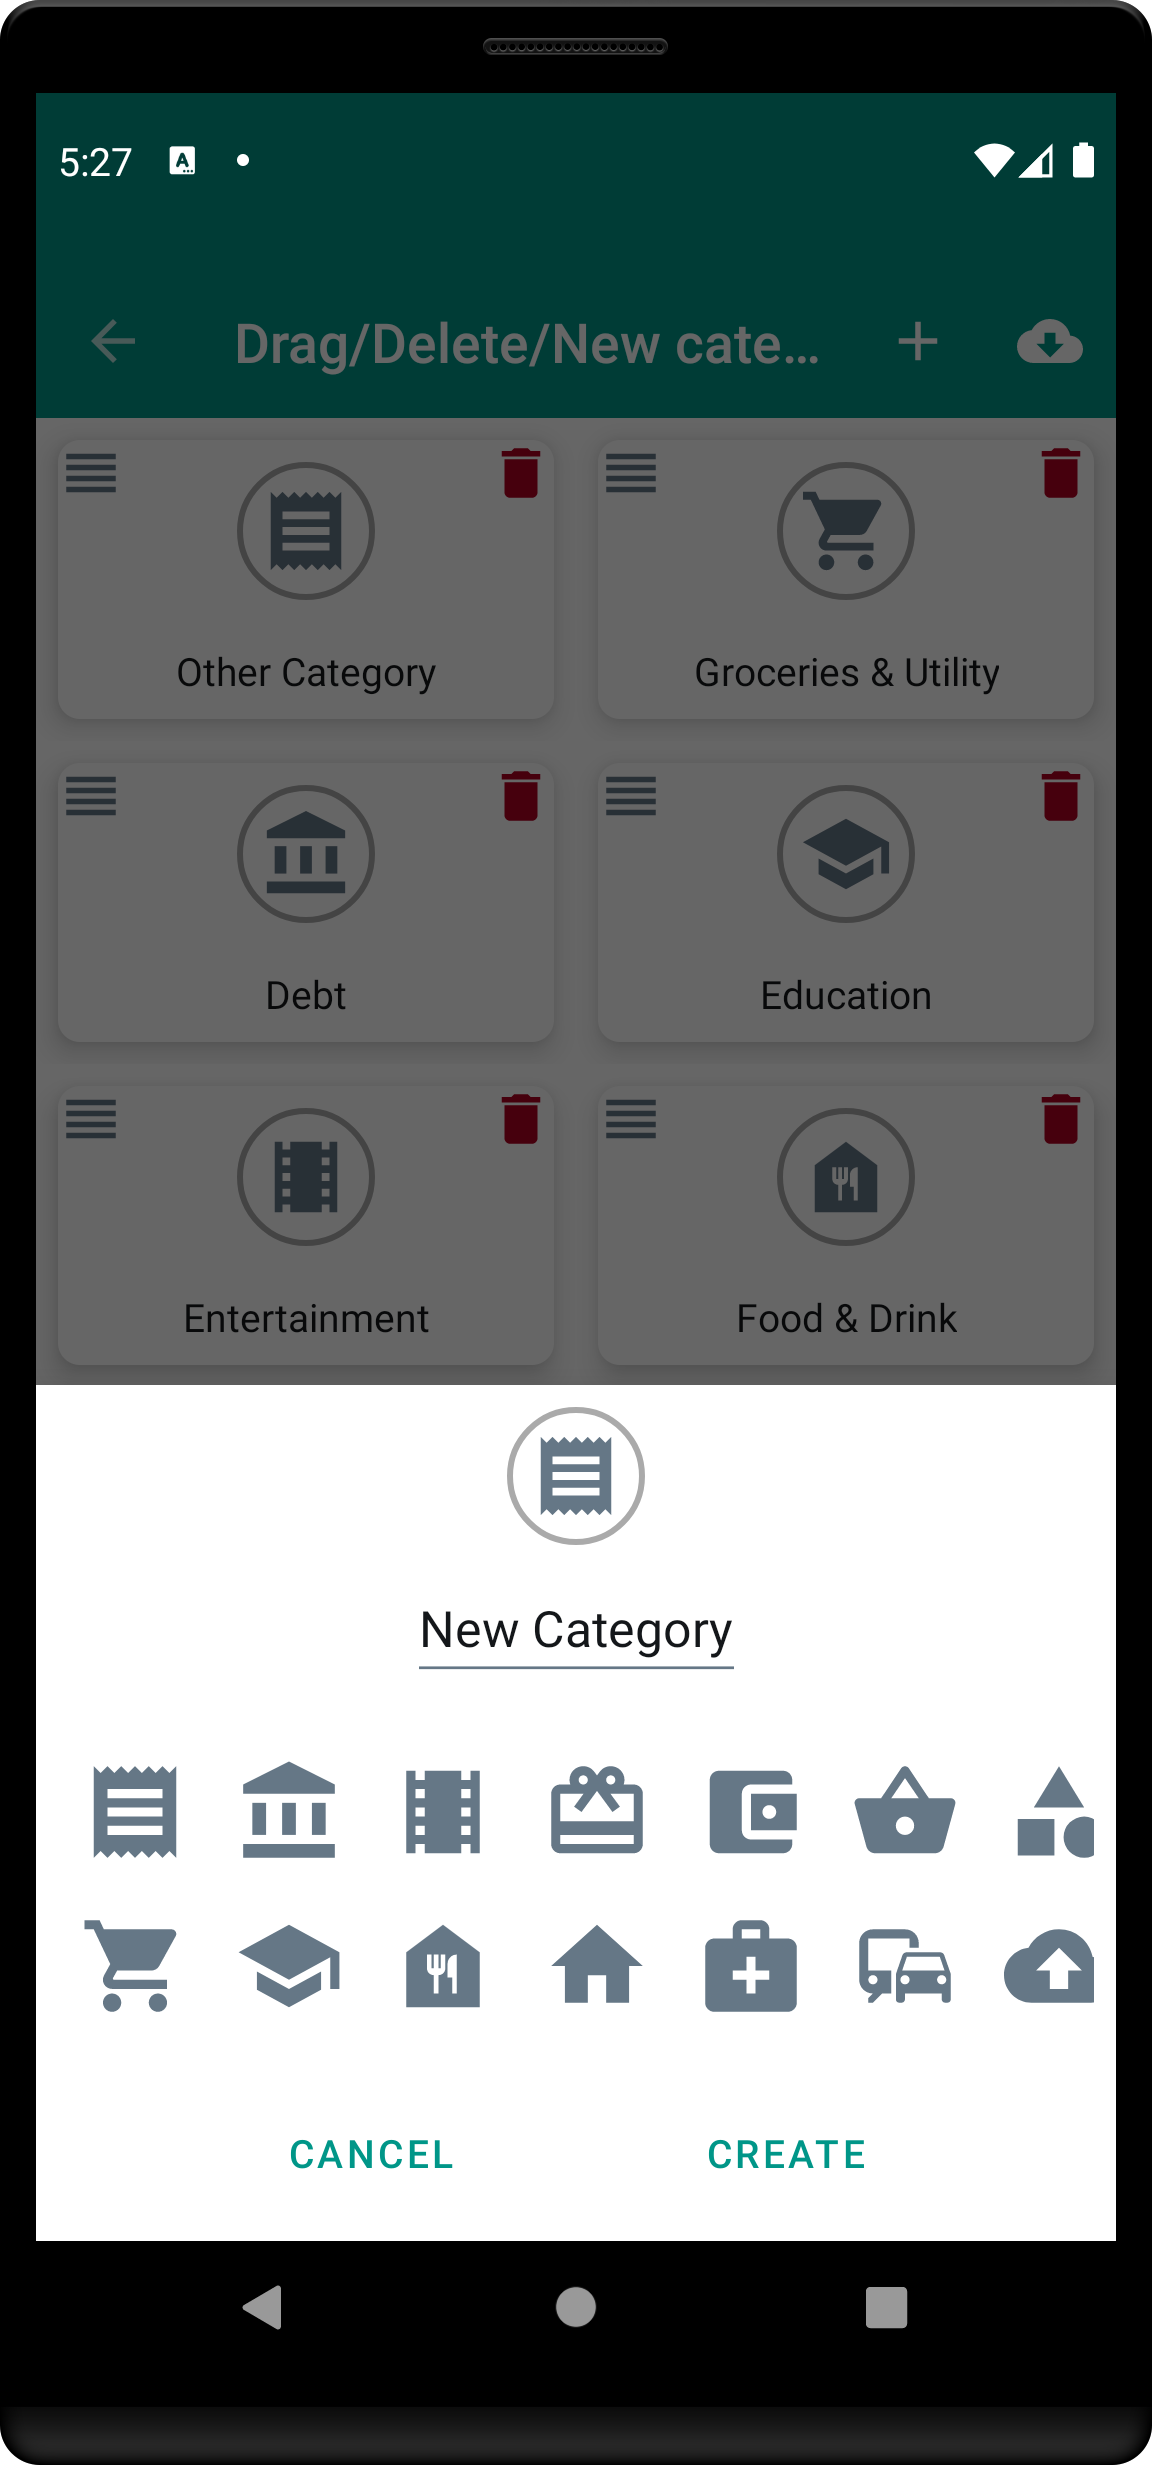 5:27
Drag/Delete/New cate...
Other Category
Groceries & Utility
Debt
Education
Entertainment
Food & Drink
New Category
CANCEL
CREATE